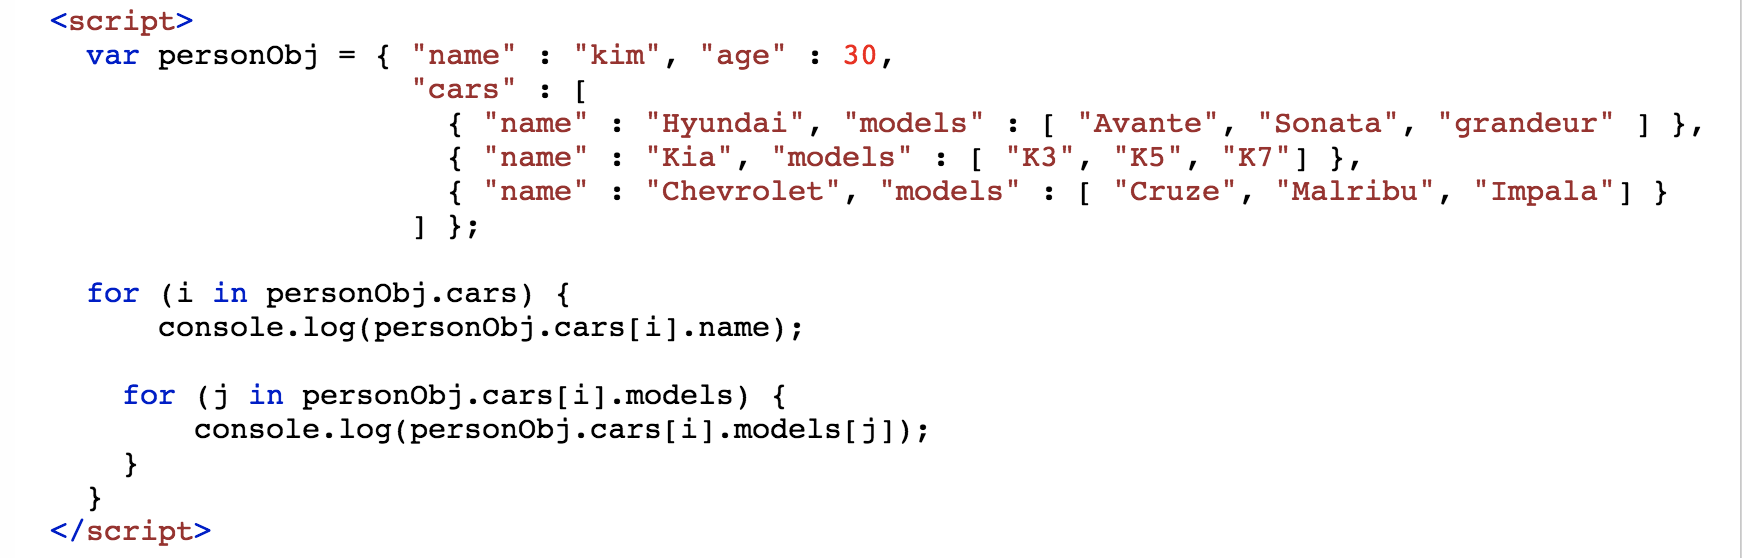 <script>
var personObj = { "name" : "kim", "age" : 30,
"cars" : [
{ "name" : "Hyundai", "models" : [ "Avante", "Sonata", "grandeur" ] },
{ "name" : "Kia", "models" : [ "K3", "K5", "K7"] },
{ "name" : "Chevrolet", "models" : [ "Cruze", "Malribu", "Impala"] }
] };
for (i in personObj.cars) {
console.log(personObj.cars[i].name);
for (j in personObj.cars[i].models) {
console.log(personObj.cars[i].models[j]);
}
}
</script>